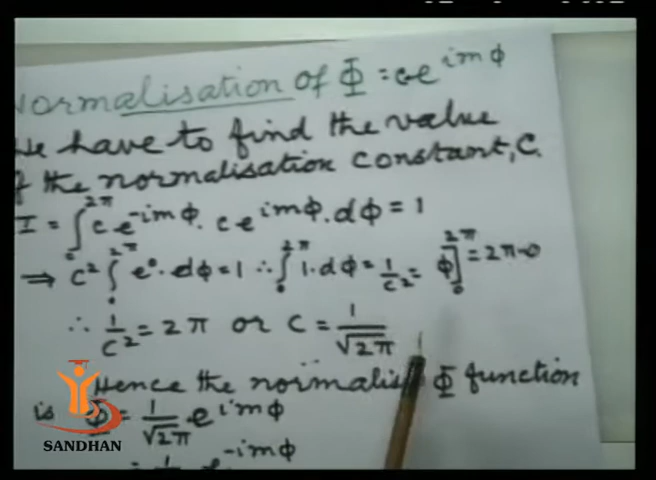 Normalisation of Φ = ce^{imϕ}
We have to find the value
of the normalisation constant, C.
I = ∫₀^{2π} c e^{-imϕ}. c e^{imϕ}. dϕ = 1
⇒ c² ∫₀^{2π} e⁰. dϕ = 1 ∴ ∫₀^{2π} 1. dϕ = 1/c² = ϕ]₀^{2π} = 2π-0
∴ 1/c² = 2π or c = 1/√2π
Hence the normalised Φ function
is Φ = 1/√2π e^{imϕ}
e^{-imϕ}
SANDHAN